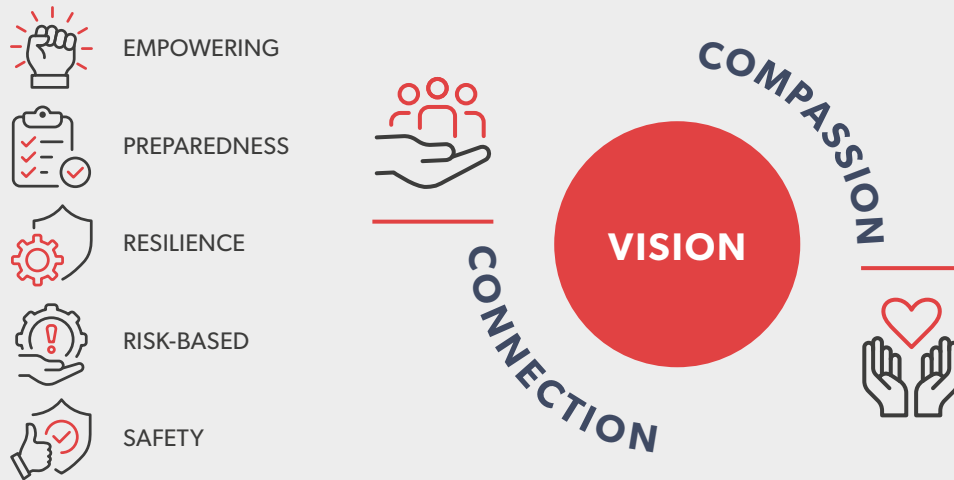 EMPOWERING
PREPAREDNESS
RESILIENCE
RISK-BASED
SAFETY
COMPASSION
VISION
CONNECTION